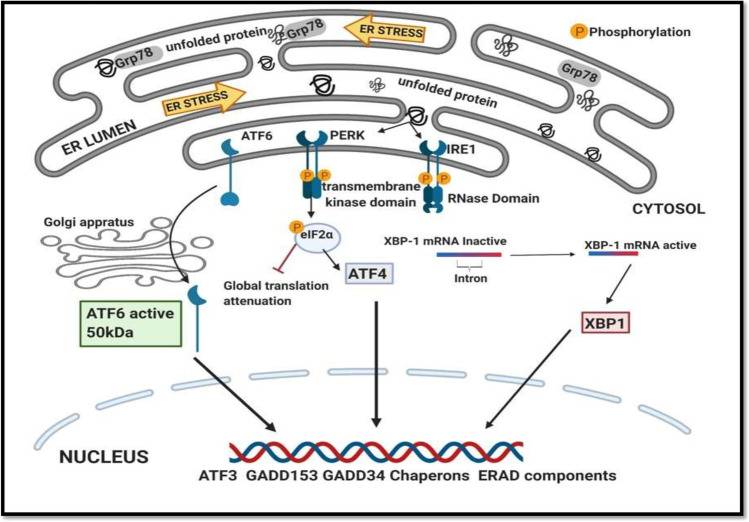 Grp78
unfolded protein
Grp78
ER STRESS
P Phosphorylation
Grp78
unfolded protein
ER STRESS
ER LUMEN
ATF6
PERK
IRE1
P P
P P
transmembrane
kinase domain
RNase Domain
CYTOSOL
Golgi appratus
P
eIF2α
XBP-1 mRNA Inactive
XBP-1 mRNA active
Intron
Global translation
attenuation
ATF4
ATF6 active
50kDa
XBP1
NUCLEUS
ATF3 GADD153 GADD34 Chaperons ERAD components